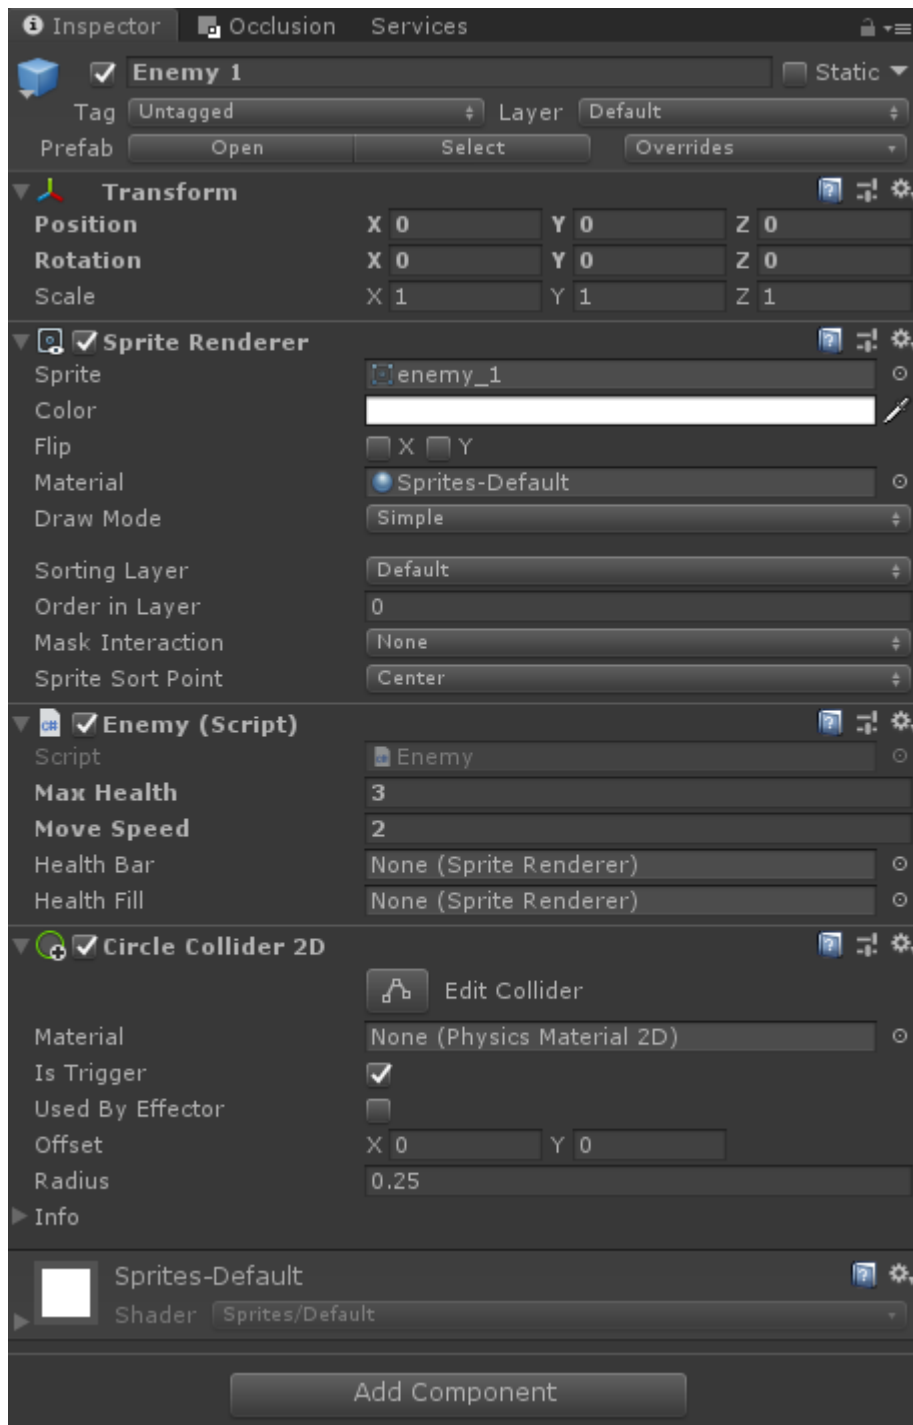 Inspector Occlusion Services
Enemy 1 Static
Tag Untagged Layer Default
Prefab Open Select Overrides
Transform
Position X 0 Y 0 Z 0
Rotation X 0 Y 0 Z 0
Scale X 1 Y 1 Z 1
Sprite Renderer
Sprite enemy_1
Color
Flip X Y
Material Sprites-Default
Draw Mode Simple
Sorting Layer Default
Order in Layer 0
Mask Interaction None
Sprite Sort Point Center
c# Enemy (Script)
Script Enemy
Max Health 3
Move Speed 2
Health Bar None (Sprite Renderer)
Health Fill None (Sprite Renderer)
Circle Collider 2D
Edit Collider
Material None (Physics Material 2D)
Is Trigger
Used By Effector
Offset X 0 Y 0
Radius 0.25
Info
Sprites-Default
Shader Sprites/Default
Add Component